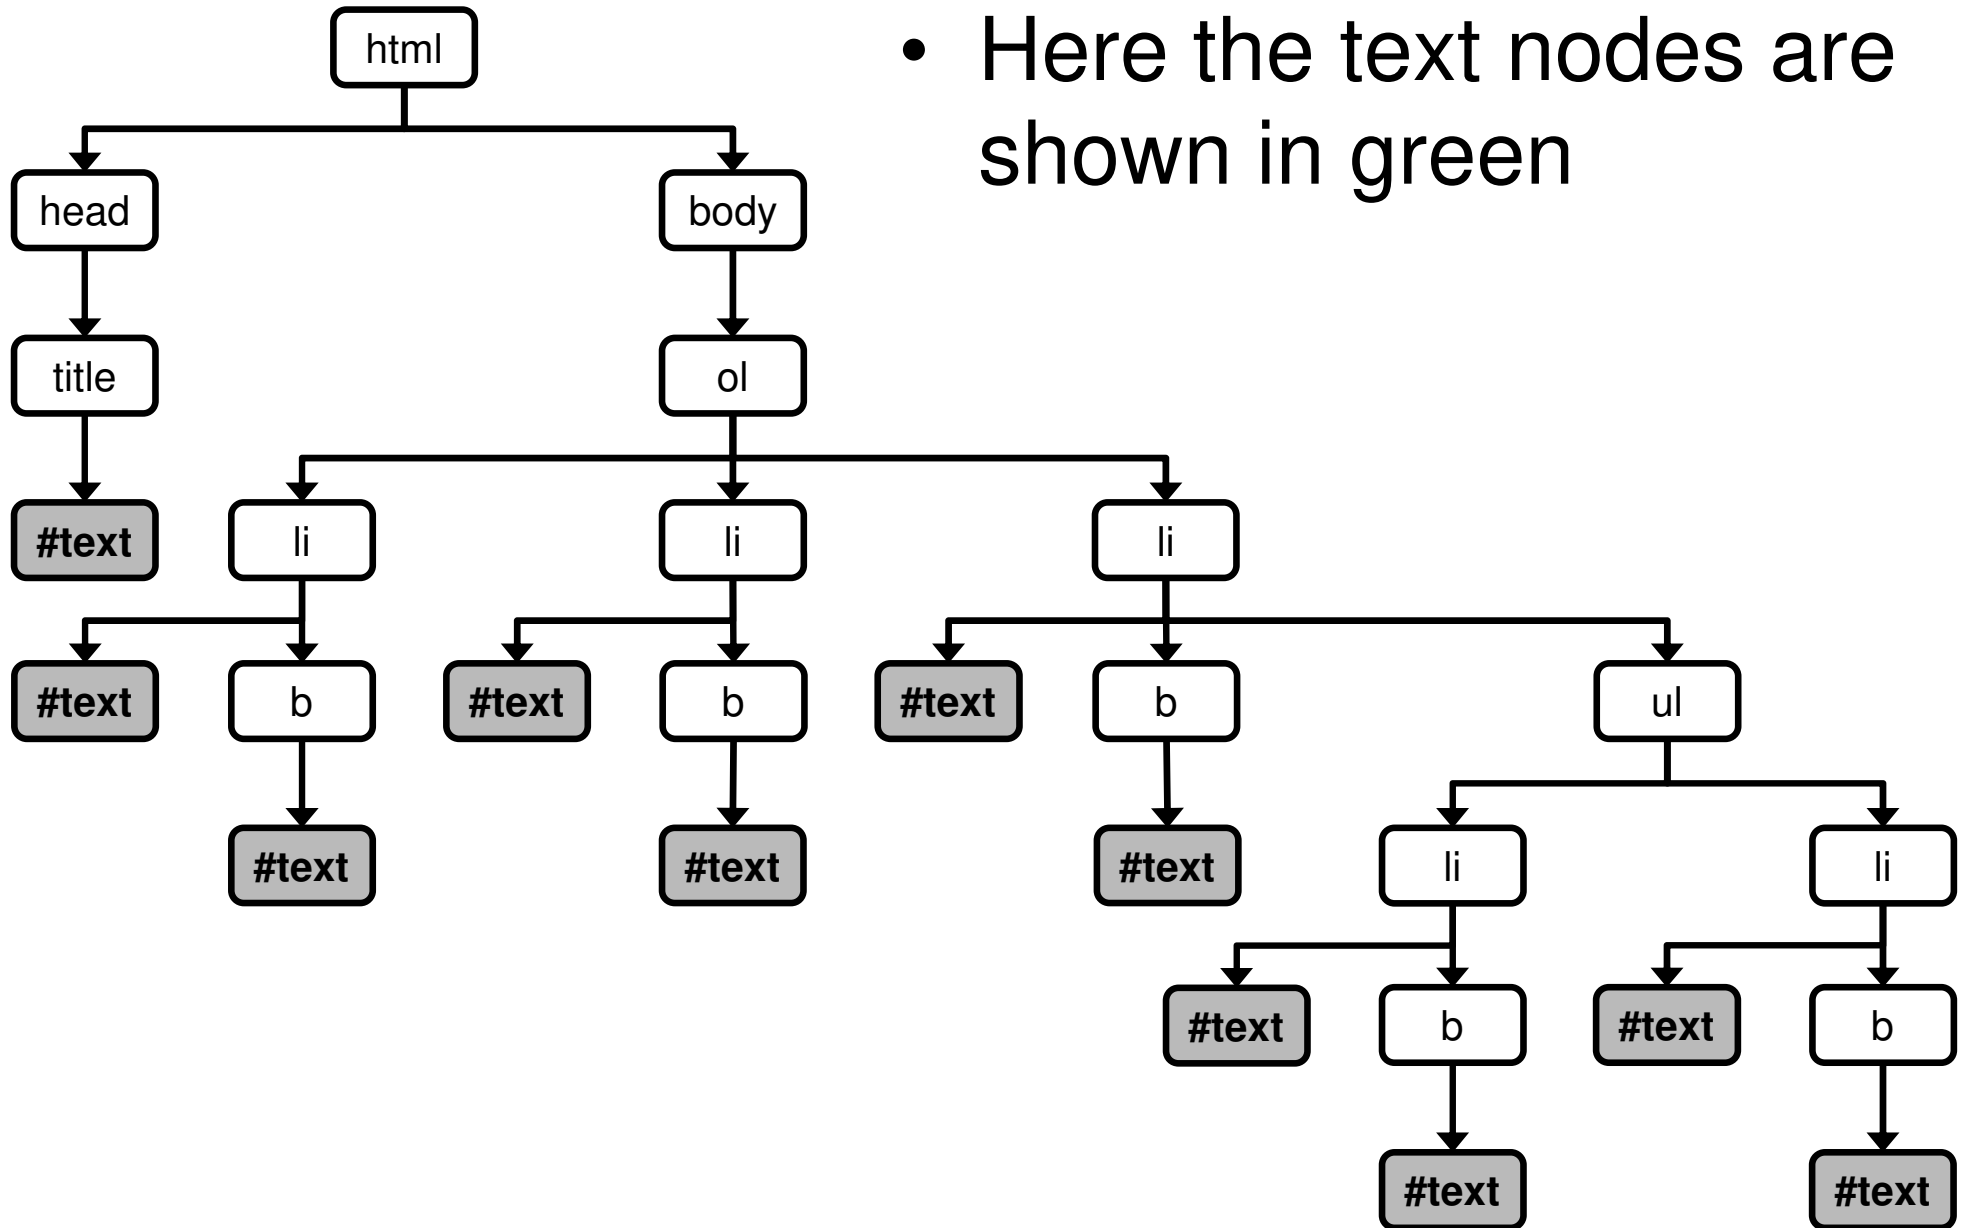 html
• Here the text nodes are
shown in green
head
body
title
ol
#text
li
li
li
#text
b
#text
b
#text
b
ul
#text
#text
#text
li
li
#text
b
#text
b
#text
#text